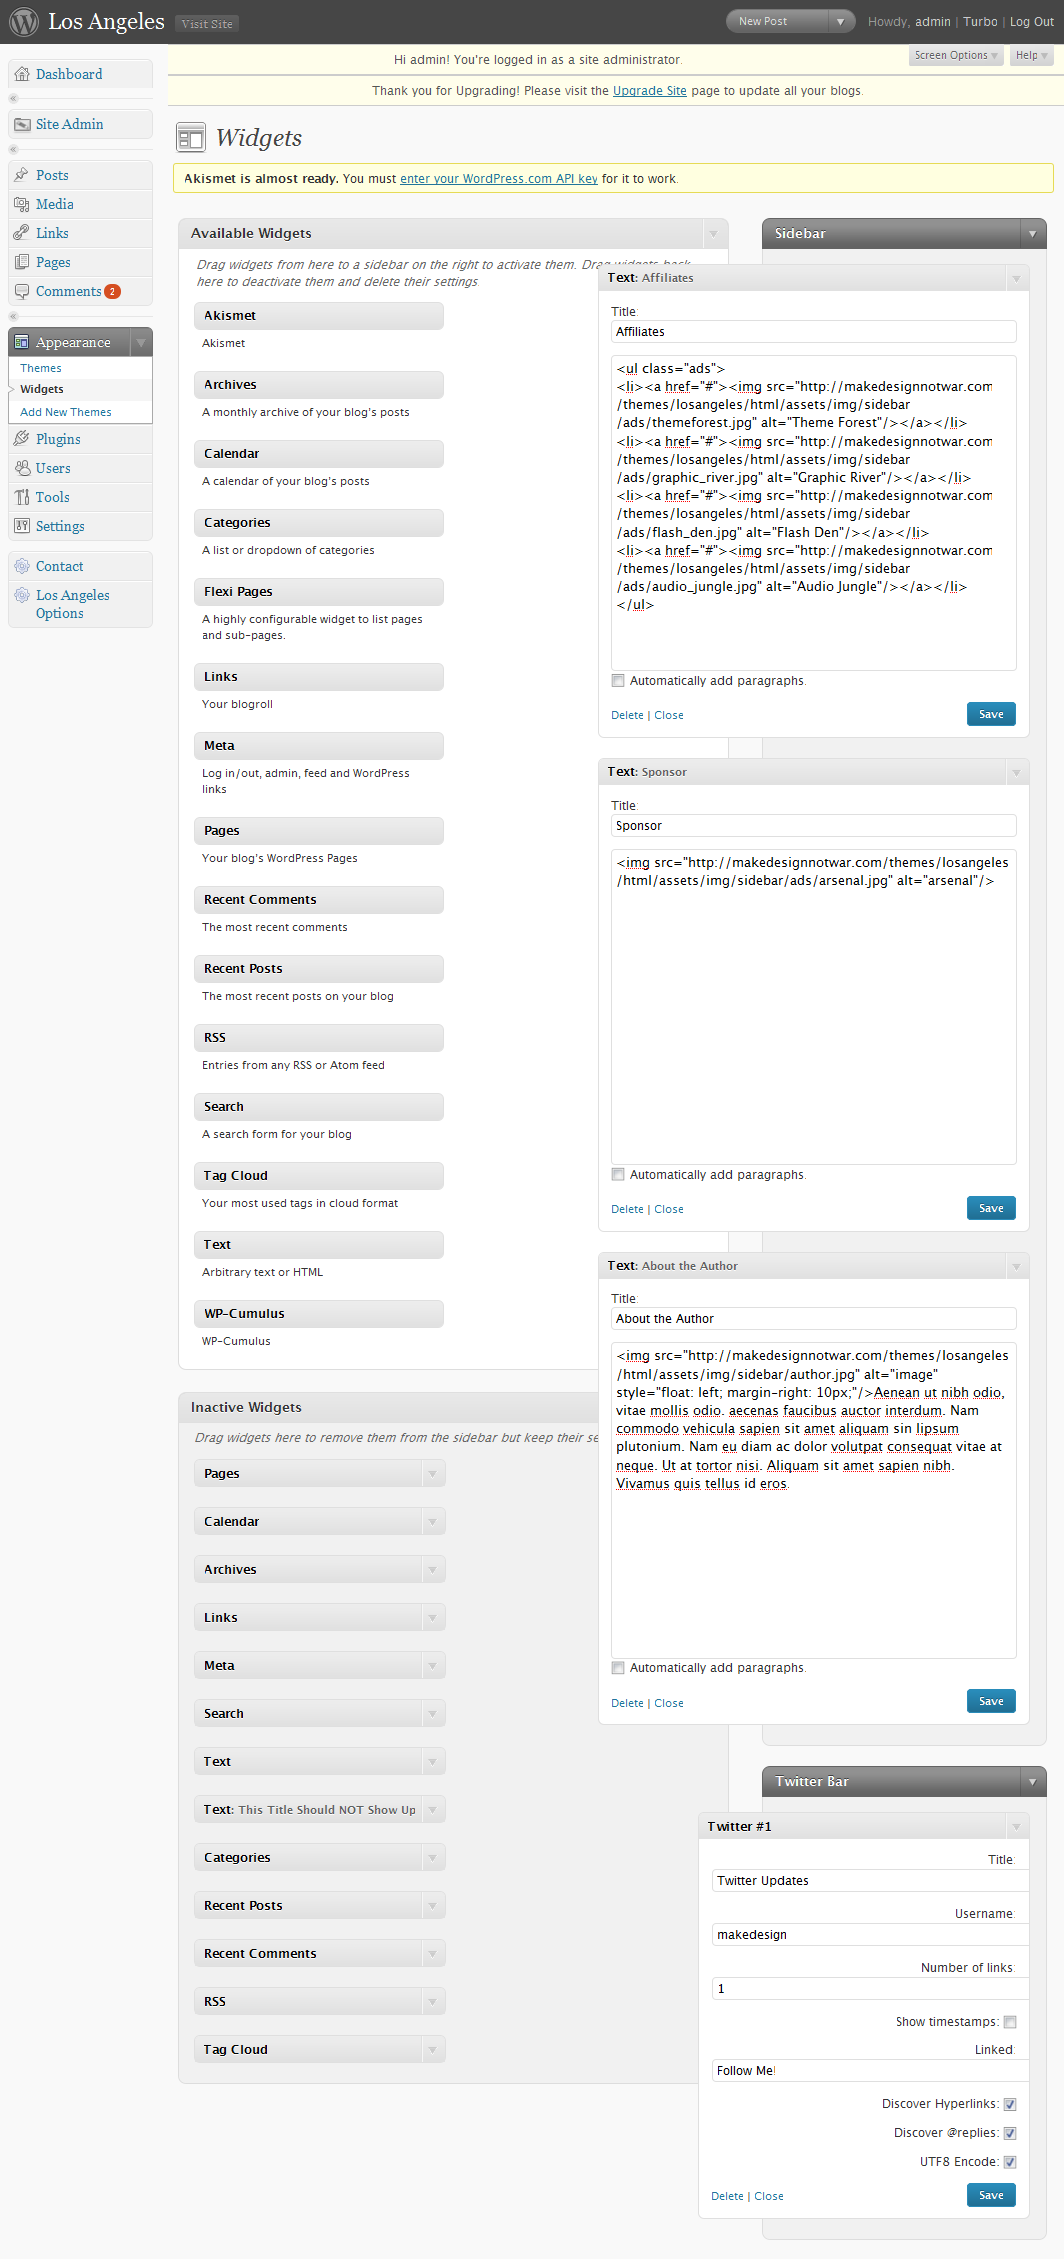 Los Angeles Visit Site New Post Howdy, admin | Turbo | Log Out
Hi admin! You're logged in as a site administrator. Screen Options Help
Thank you for Upgrading! Please visit the Upgrade Site page to update all your blogs.
Dashboard
Site Admin
Posts
Media
Links
Pages
Comments 2
Appearance
Themes
Widgets
Add New Themes
Plugins
Users
Tools
Settings
Contact
Los Angeles
Options
Widgets
Akismet is almost ready. You must enter your WordPress.com API key for it to work.
Available Widgets
Drag widgets from here to a sidebar on the right to activate them. Drag widgets back
here to deactivate them and delete their settings.
Akismet
Akismet
Archives
A monthly archive of your blog's posts
Calendar
A calendar of your blog's posts
Categories
A list or dropdown of categories
Flexi Pages
A highly configurable widget to list pages
and sub-pages.
Links
Your blogroll
Meta
Log in/out, admin, feed and WordPress
links
Pages
Your blog's WordPress Pages
Recent Comments
The most recent comments
Recent Posts
The most recent posts on your blog
RSS
Entries from any RSS or Atom feed
Search
A search form for your blog
Tag Cloud
Your most used tags in cloud format
Text
Arbitrary text or HTML
WP-Cumulus
WP-Cumulus
Inactive Widgets
Drag widgets here to remove them from the sidebar but keep their se
Pages
Calendar
Archives
Links
Meta
Search
Text
Text: This Title Should NOT Show Up
Categories
Recent Posts
Recent Comments
RSS
Tag Cloud
Sidebar
Text: Affiliates
Title:
Affiliates
<ul class="ads">
<li><a href="#"><img src="http://makedesignnotwar.com
/themes/losangeles/html/assets/img/sidebar
/ads/themeforest.jpg" alt="Theme Forest"/></a></li>
<li><a href="#"><img src="http://makedesignnotwar.com
/themes/losangeles/html/assets/img/sidebar
/ads/graphic_river.jpg" alt="Graphic River"/></a></li>
<li><a href="#"><img src="http://makedesignnotwar.com
/themes/losangeles/html/assets/img/sidebar
/ads/flash_den.jpg" alt="Flash Den"/></a></li>
<li><a href="#"><img src="http://makedesignnotwar.com
/themes/losangeles/html/assets/img/sidebar
/ads/audio_jungle.jpg" alt="Audio Jungle"/></a></li>
</ul>
Automatically add paragraphs.
Delete | Close Save
Text: Sponsor
Title:
Sponsor
<img src="http://makedesignnotwar.com/themes/losangeles
/html/assets/img/sidebar/ads/arsenal.jpg" alt="arsenal"/>
Automatically add paragraphs.
Delete | Close Save
Text: About the Author
Title:
About the Author
<img src="http://makedesignnotwar.com/themes/losangeles
/html/assets/img/sidebar/author.jpg" alt="image"
style="float: left; margin-right: 10px;"/>Aenean ut nibh odio,
vitae mollis odio. aecenas faucibus auctor interdum. Nam
commodo vehicula sapien sit amet aliquam sin lipsum
plutonium. Nam eu diam ac dolor volutpat consequat vitae at
neque. Ut at tortor nisi. Aliquam sit amet sapien nibh.
Vivamus quis tellus id eros.
Automatically add paragraphs.
Delete | Close Save
Twitter Bar
Twitter #1
Title:
Twitter Updates
Username:
makedesign
Number of links:
1
Show timestamps:
Linked:
Follow Me!
Discover Hyperlinks:
Discover @replies:
UTF8 Encode:
Delete | Close Save